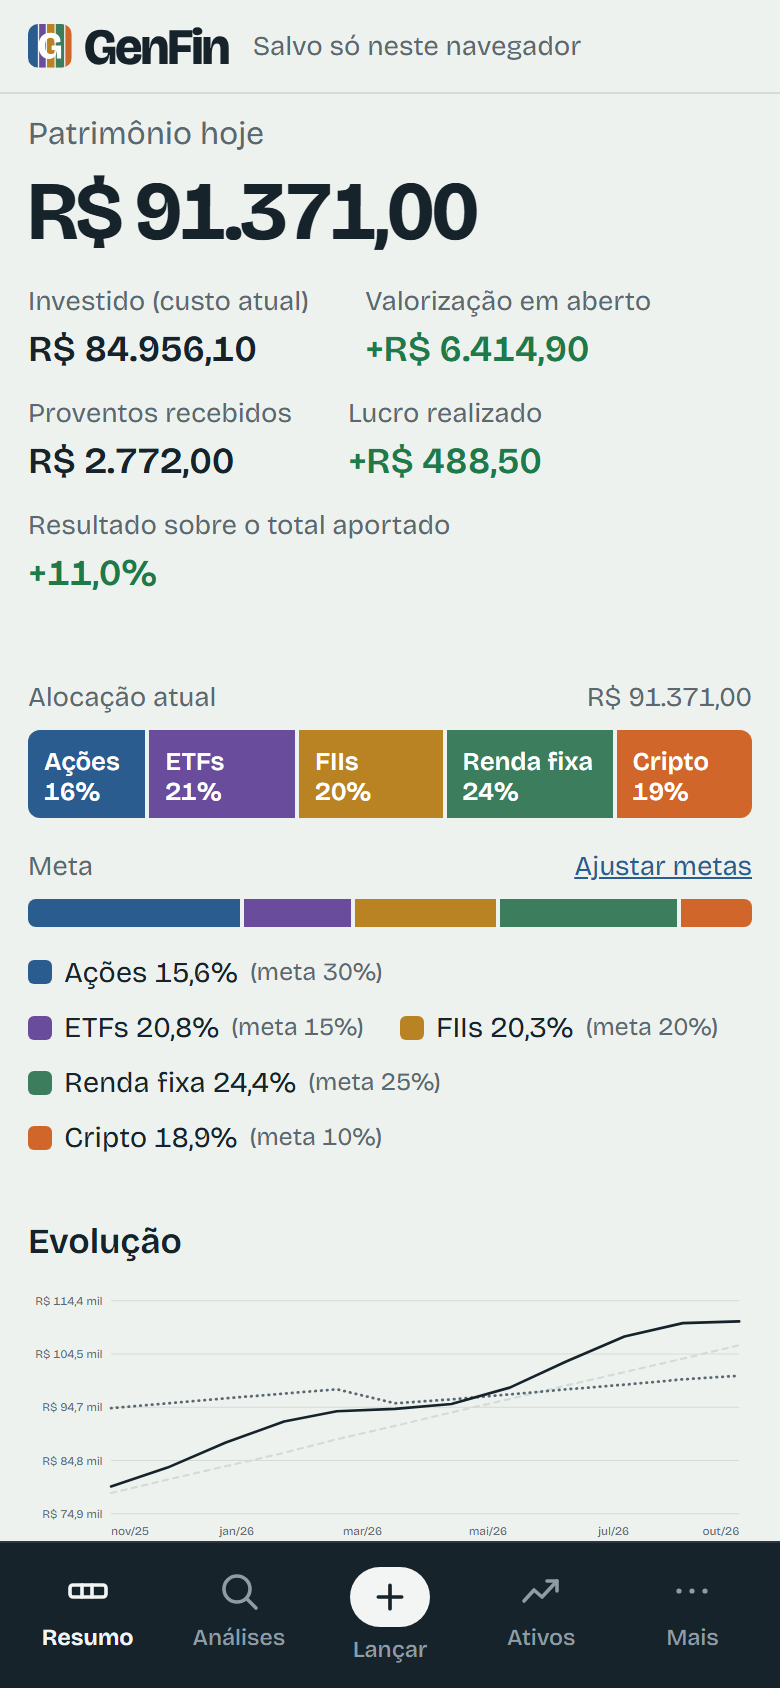 G GenFin Salvo só neste navegador
Patrimônio hoje
R$ 91.371,00
Investido (custo atual) Valorização em aberto
R$ 84.956,10 +R$ 6.414,90
Proventos recebidos Lucro realizado
R$ 2.772,00 +R$ 488,50
Resultado sobre o total aportado
+11,0%
Alocação atual R$ 91.371,00
Ações ETFs FIIs Renda fixa Cripto
16% 21% 20% 24% 19%
Meta Ajustar metas
Ações 15,6% (meta 30%)
ETFs 20,8% (meta 15%) FIIs 20,3% (meta 20%)
Renda fixa 24,4% (meta 25%)
Cripto 18,9% (meta 10%)
Evolução
R$ 114,4 mil
R$ 104,5 mil
R$ 94,7 mil
R$ 84,8 mil
R$ 74,9 mil
nov/25 jan/26 mar/26 mai/26 jul/26 out/26
Resumo Análises Lançar Ativos Mais